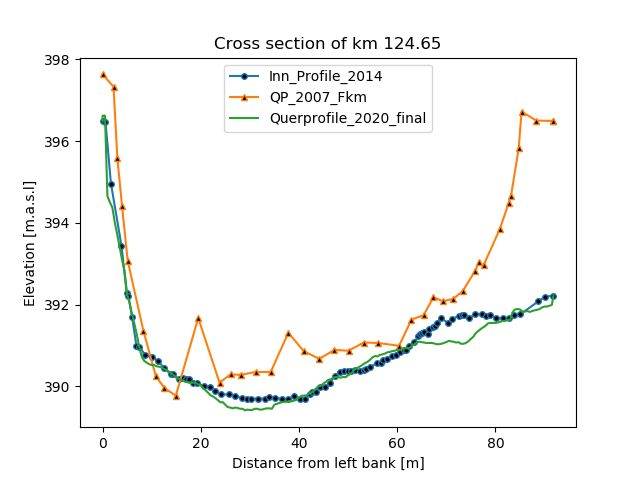 Cross section of km 124.65
Inn_Profile_2014
QP_2007_Fkm
Querprofile_2020_final
398
396
394
392
390
Elevation [m.a.s.l]
0
20
40
60
80
Distance from left bank [m]